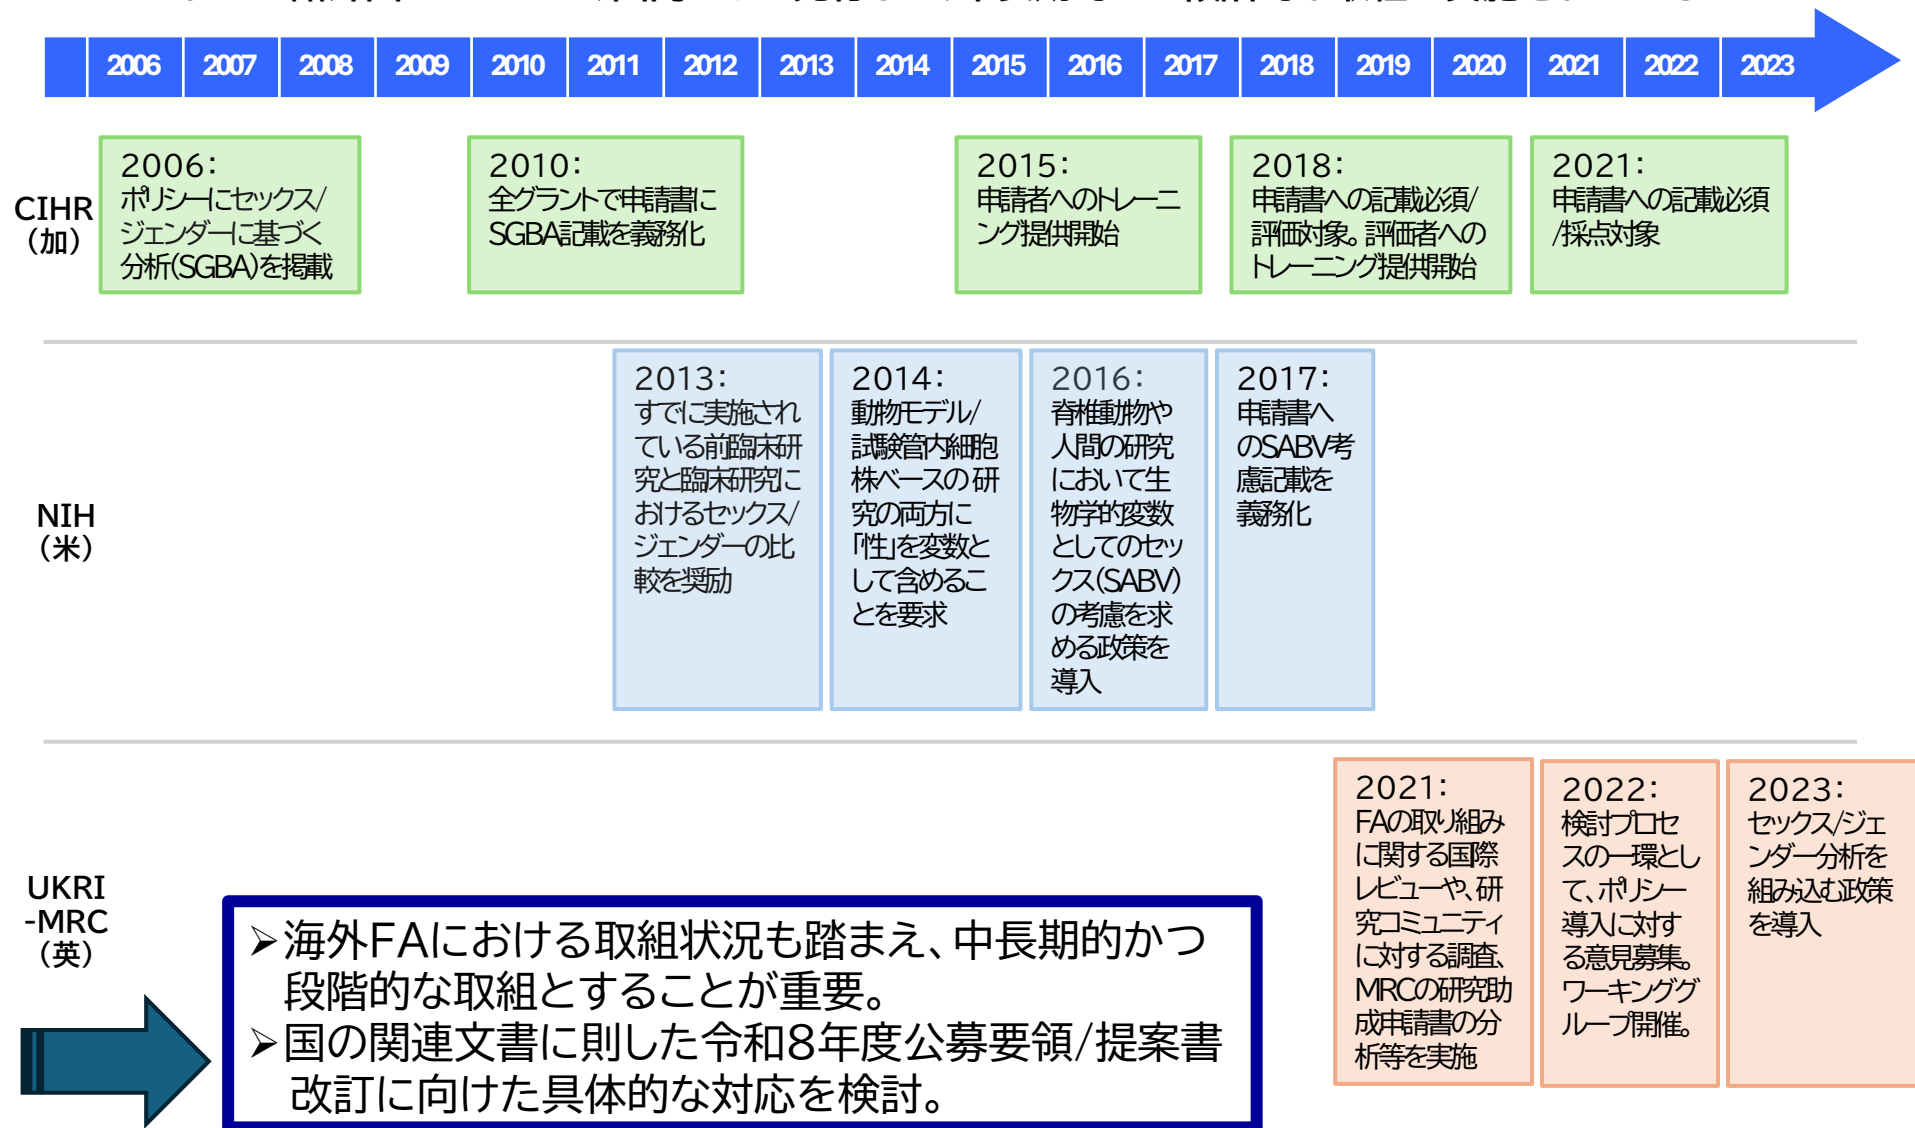 2006 2007 2008 2009 2010 2011 2012 2013 2014 2015 2016 2017 2018 2019 2020 2021 2022 2023
CIHR
(加)
2006:
ポリシーにセックス/
ジェンダーに基づく
分析(SGBA)を掲載
2010:
全グラントで申請書に
SGBA記載を義務化
2015:
申請者へのトレーニ
ング提供開始
2018:
申請書への記載必須/
評価対象。評価者への
トレーニング提供開始
2021:
申請書への記載必須
/採点対象
NIH
(米)
2013:
すでに実施され
ている前臨床研
究と臨床研究に
おけるセックス/
ジェンダーの比
較を奨励
2014:
動物モデル/
試験管内細胞
株ベースの研
究の両方に
「性」を変数と
して含めるこ
とを要求
2016:
脊椎動物や
人間の研究
において生
物学的変数
としてのセッ
クス(SABV)
の考慮を求
める政策を
導入
2017:
申請書へ
のSABV考
慮記載を
義務化
UKRI
-MRC
(英)
2021:
FAの取り組み
に関する国際
レビューや、研
究コミュニティ
に対する調査、
MRCの研究助
成申請書の分
析等を実施
2022:
検討プロセ
スの一環とし
て、ポリシー
導入に対す
る意見募集。
ワーキンググ
ループ開催。
2023:
セックス/ジェ
ンダー分析を
組み込む政策
を導入
➢海外FAにおける取組状況も踏まえ、中長期的かつ
段階的な取組とすることが重要。
➢国の関連文書に則した令和8年度公募要領/提案書
改訂に向けた具体的な対応を検討。